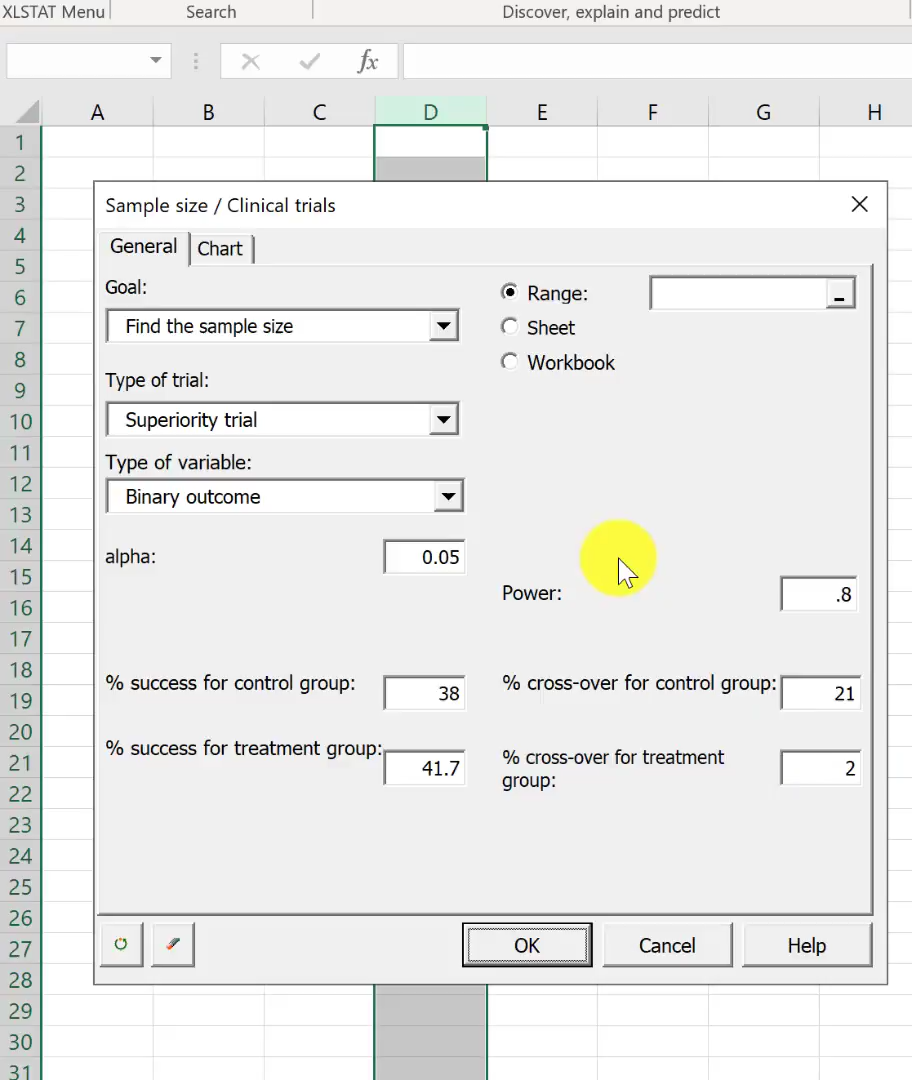 XLSTAT Menu Search Discover, explain and predict
fx
A B C D E F G H
1
2
3
4
5
6
7
8
9
10
11
12
13
14
15
16
17
18
19
20
21
22
23
24
25
26
27
28
29
30
31
Sample size / Clinical trials
General Chart
Goal:
Find the sample size
Type of trial:
Superiority trial
Type of variable:
Binary outcome
alpha: 0.05
% success for control group: 38
% success for treatment group: 41.7
Range:
Sheet
Workbook
Power: .8
% cross-over for control group: 21
% cross-over for treatment
group: 2
OK Cancel Help